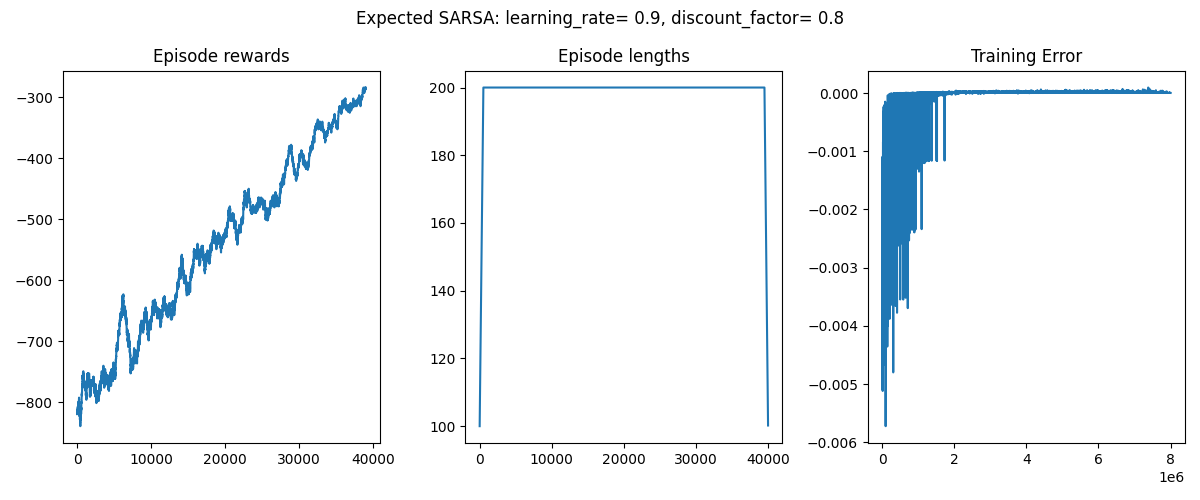 Expected SARSA: learning_rate= 0.9, discount_factor= 0.8
Episode rewards
−300
−400
−500
−600
−700
−800
0 10000 20000 30000 40000
Episode lengths
200
180
160
140
120
100
0 10000 20000 30000 40000
Training Error
0.000
−0.001
−0.002
−0.003
−0.004
−0.005
−0.006
0 2 4 6 8
1e6